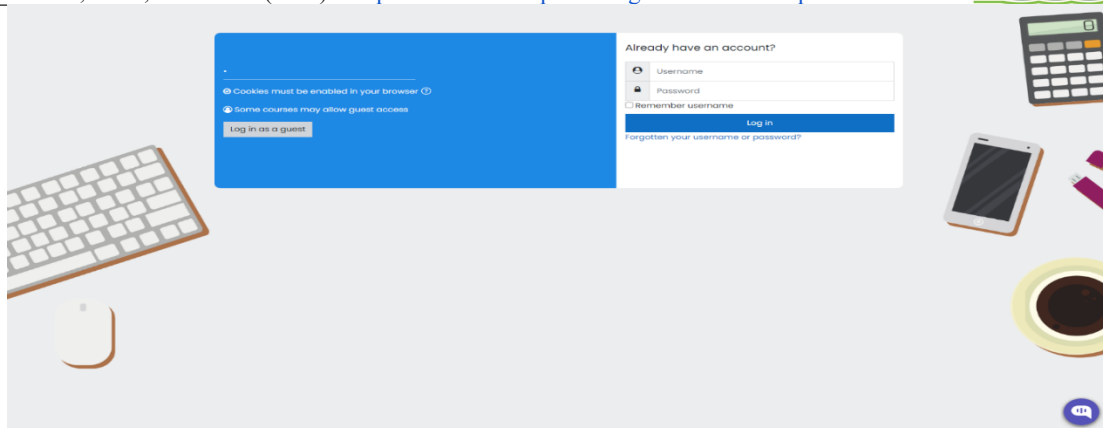 Already have an account?
Username
Cookies must be enabled in your browser
Password
Some courses may allow guest access
Remember username
Log in as a guest
Log in
Forgotten your username or password?